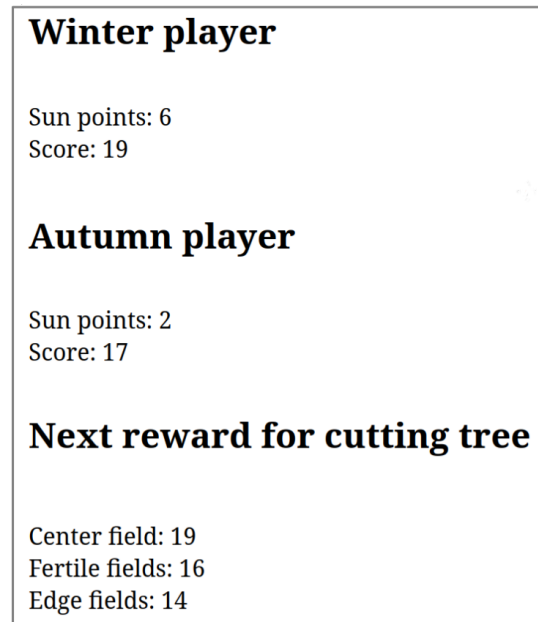 Winter player
Sun points: 6
Score: 19
Autumn player
Sun points: 2
Score: 17
Next reward for cutting tree
Center field: 19
Fertile fields: 16
Edge fields: 14